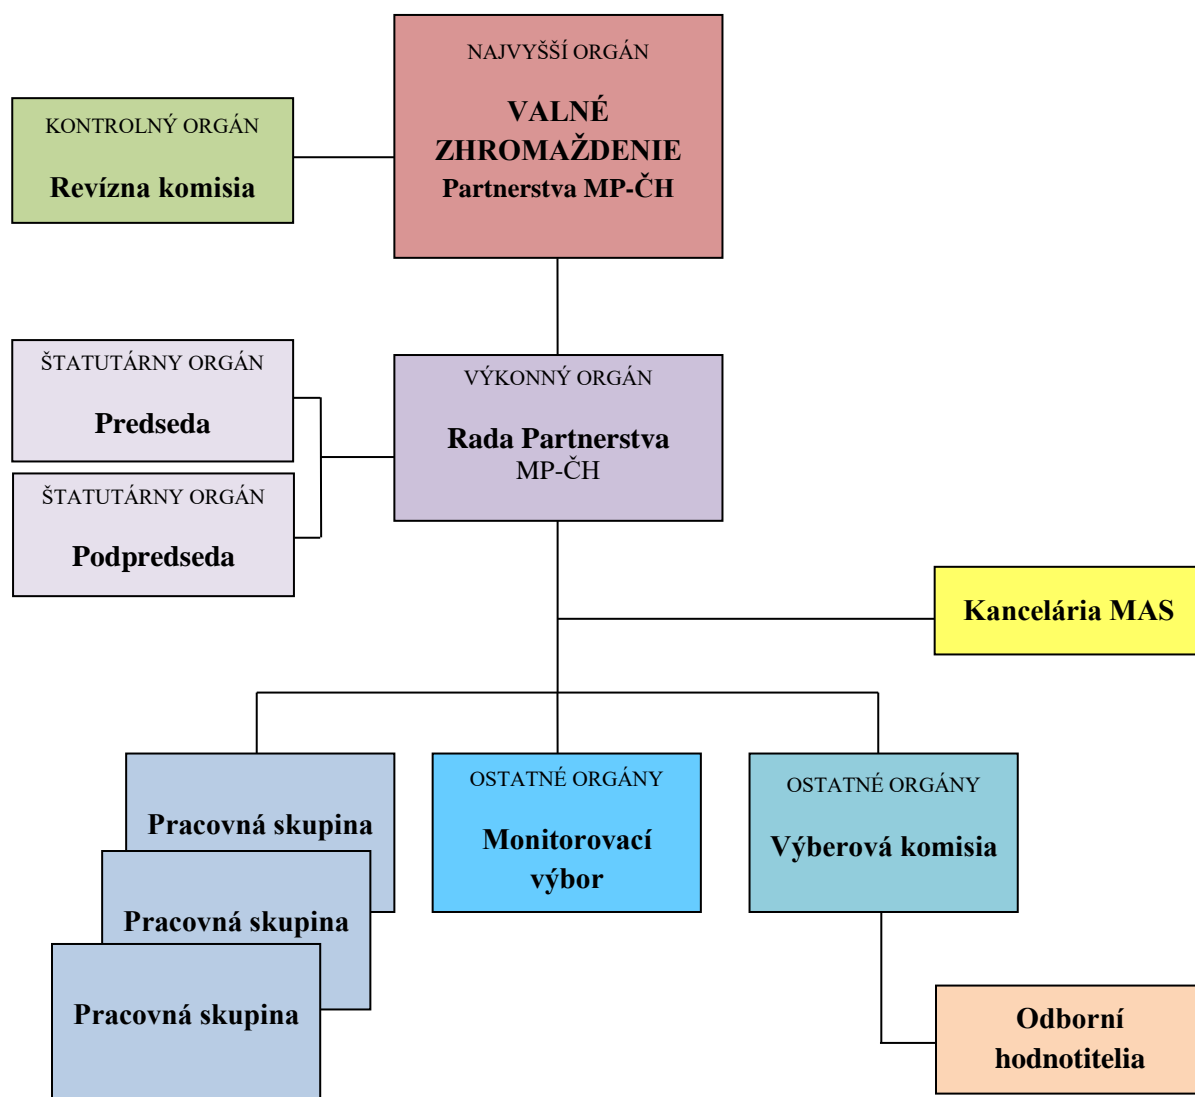 NAJVYŠŠÍ ORGÁN
VALNÉ
ZHROMAŽDENIE
Partnerstva MP-ČH
KONTROLNÝ ORGÁN
Revízna komisia
ŠTATUTÁRNY ORGÁN
Predseda
ŠTATUTÁRNY ORGÁN
Podpredseda
VÝKONNÝ ORGÁN
Rada Partnerstva
MP-ČH
Kancelária MAS
Pracovná skupina
Pracovná skupina
Pracovná skupina
OSTATNÉ ORGÁNY
Monitorovací
výbor
OSTATNÉ ORGÁNY
Výberová komisia
Odborní
hodnotitelia